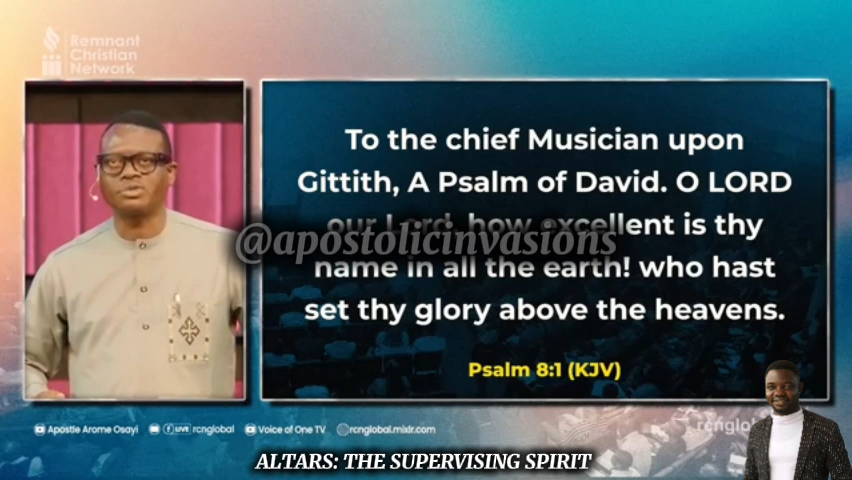 Remnant
Christian
Network
To the chief Musician upon
Gittith, A Psalm of David. O LORD
our Lord, how excellent is thy
@apostolicinvasions
name in all the earth! who hast
set thy glory above the heavens.
Psalm 8:1 (KJV)
Apostle Arome Osayi
LIVE rcnglobal
Voice of One TV
rcnglobal.mixlr.com
rcnglob
ALTARS: THE SUPERVISING SPIRIT